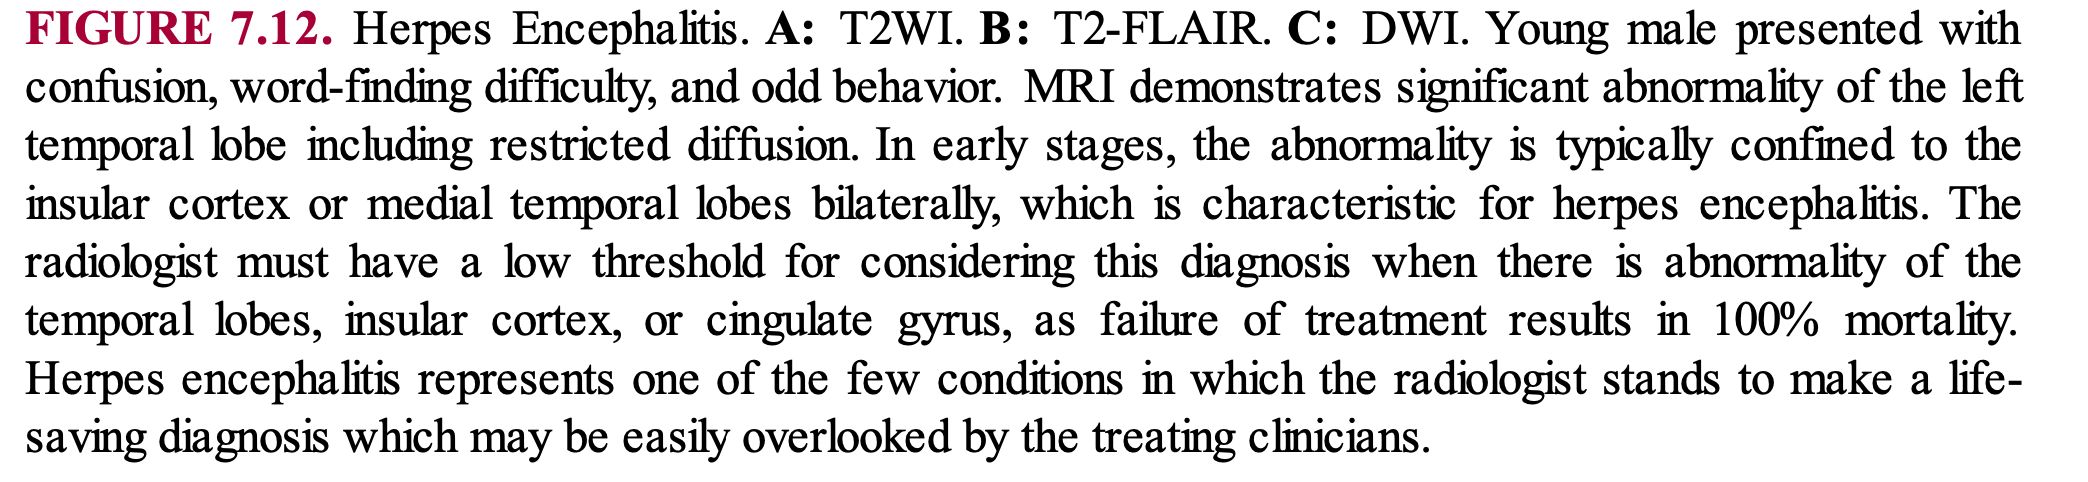 FIGURE 7.12. Herpes Encephalitis. A: T2WI. B: T2-FLAIR. C: DWI. Young male presented with
confusion, word-finding difficulty, and odd behavior. MRI demonstrates significant abnormality of the left
temporal lobe including restricted diffusion. In early stages, the abnormality is typically confined to the
insular cortex or medial temporal lobes bilaterally, which is characteristic for herpes encephalitis. The
radiologist must have a low threshold for considering this diagnosis when there is abnormality of the
temporal lobes, insular cortex, or cingulate gyrus, as failure of treatment results in 100% mortality.
Herpes encephalitis represents one of the few conditions in which the radiologist stands to make a life-
saving diagnosis which may be easily overlooked by the treating clinicians.